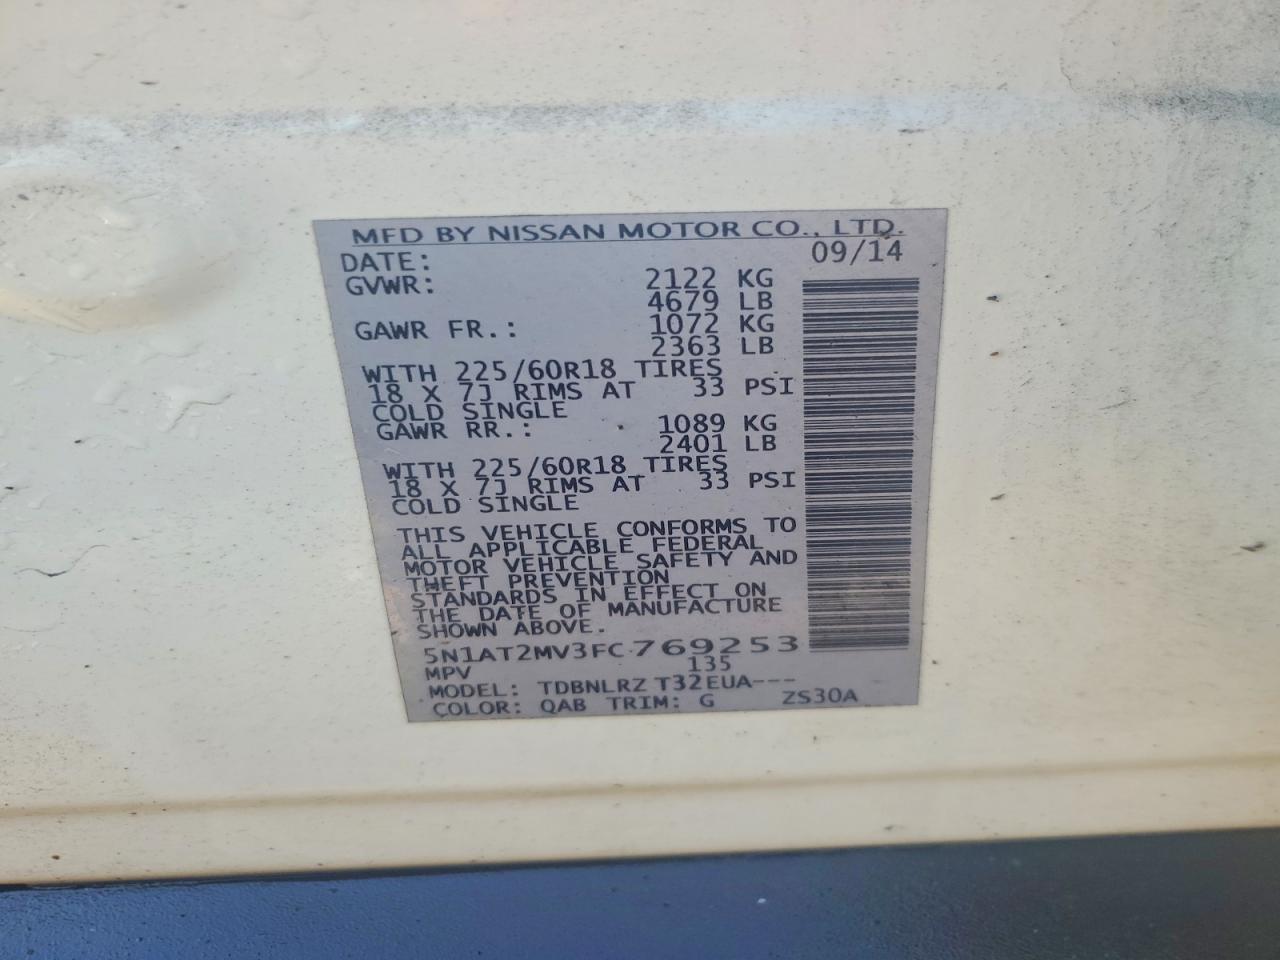 MFD BY NISSAN MOTOR CO., LTD.
DATE: 09/14
GVWR: 2122 KG
4679 LB
GAWR FR.: 1072 KG
2363 LB
WITH 225/60R18 TIRES
18 X 7J RIMS AT 33 PSI
COLD SINGLE
GAWR RR.: 1089 KG
2401 LB
WITH 225/60R18 TIRES
18 X 7J RIMS AT 33 PSI
COLD SINGLE
THIS VEHICLE CONFORMS TO
ALL APPLICABLE FEDERAL
MOTOR VEHICLE SAFETY AND
THEFT PREVENTION
STANDARDS IN EFFECT ON
THE DATE OF MANUFACTURE
SHOWN ABOVE.
5N1AT2MV3FC 769253
MPV 135
MODEL: TDBNLRZ T32EUA---
COLOR: QAB TRIM: G ZS30A